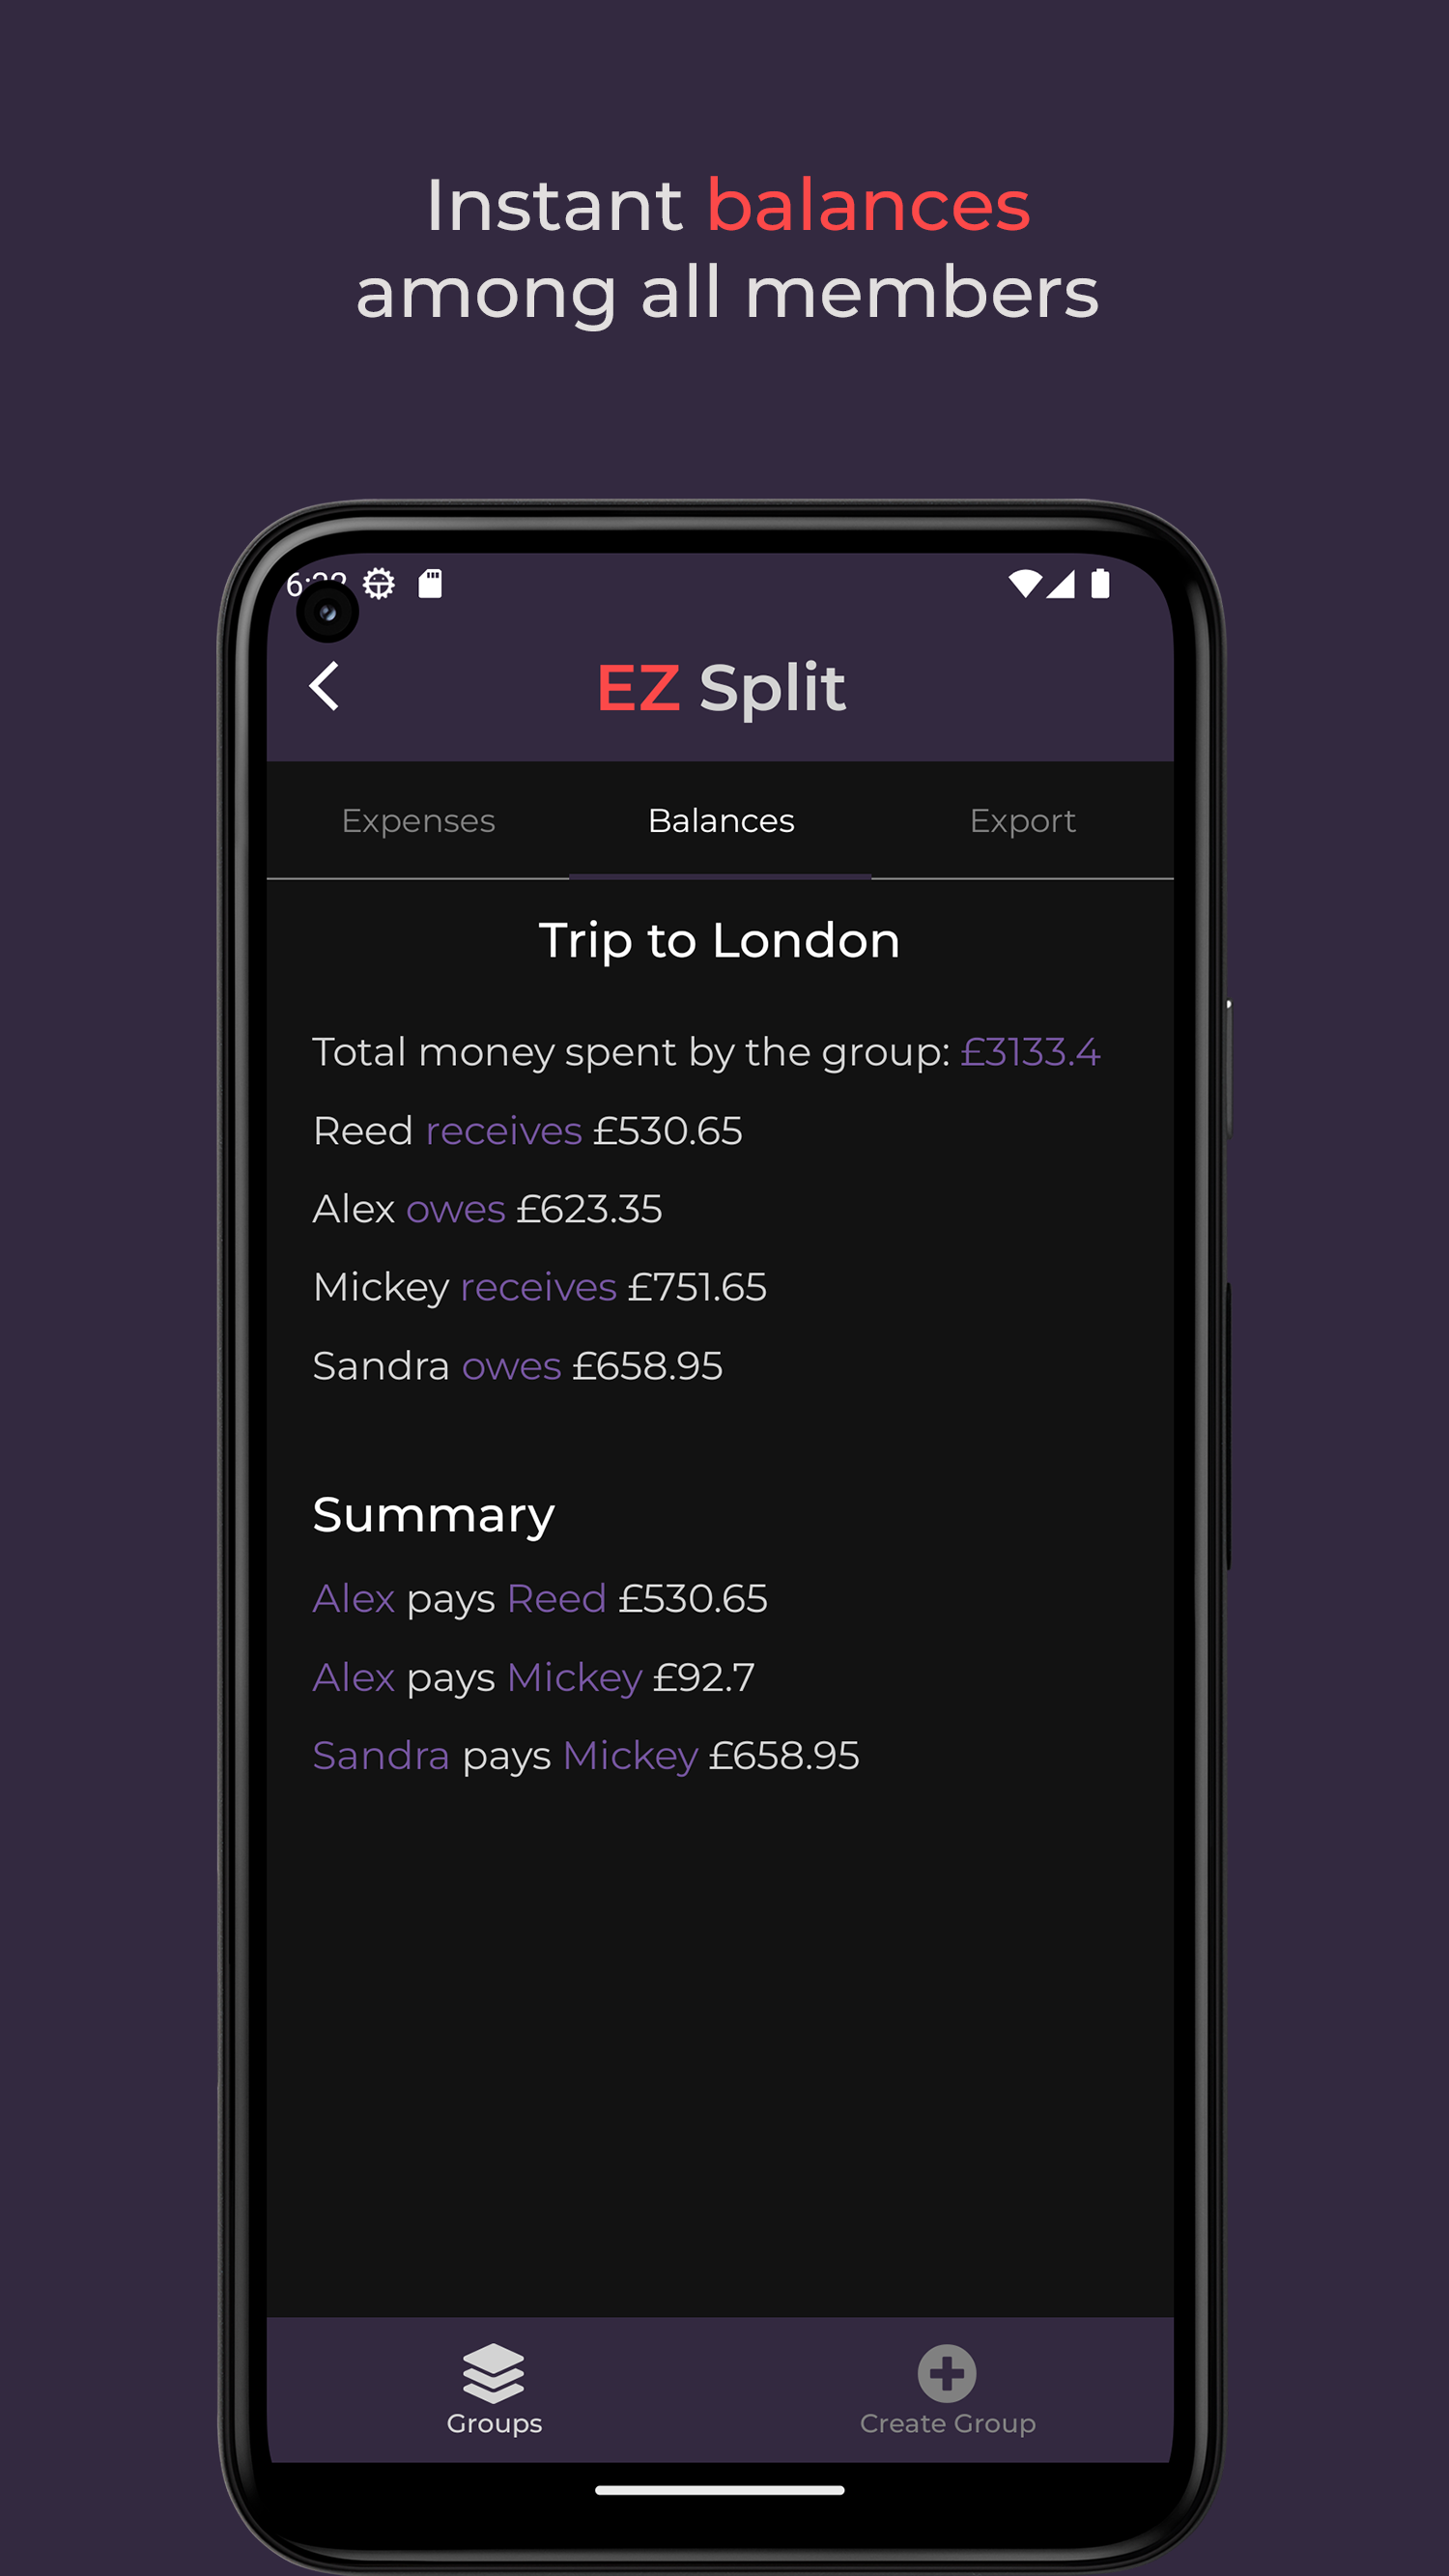 Instant balances
among all members
EZ Split
Expenses Balances Export
Trip to London
Total money spent by the group: £3133.4
Reed receives £530.65
Alex owes £623.35
Mickey receives £751.65
Sandra owes £658.95
Summary
Alex pays Reed £530.65
Alex pays Mickey £92.7
Sandra pays Mickey £658.95
Groups Create Group